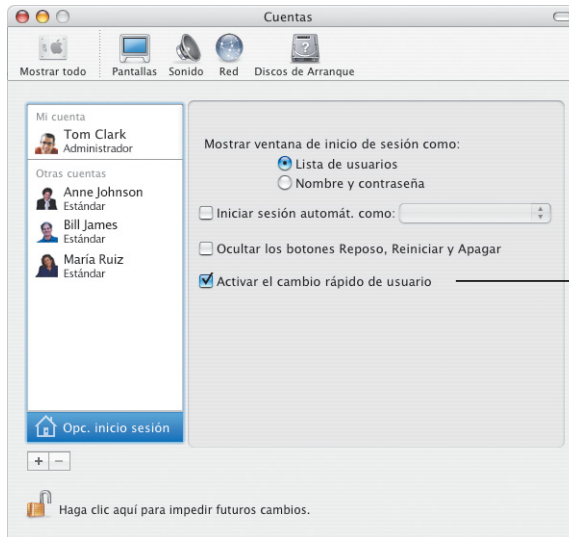 Cuentas
Mostrar todo
Pantallas
Sonido
Red
Discos de Arranque
Mi cuenta
Tom Clark
Administrador
Otras cuentas
Anne Johnson
Estándar
Bill James
Estándar
María Ruiz
Estándar
Opc. inicio sesión
Mostrar ventana de inicio de sesión como:
Lista de usuarios
Nombre y contraseña
Iniciar sesión automát. como:
Ocultar los botones Reposo, Reiniciar y Apagar
Activar el cambio rápido de usuario
+ −
Haga clic aquí para impedir futuros cambios.